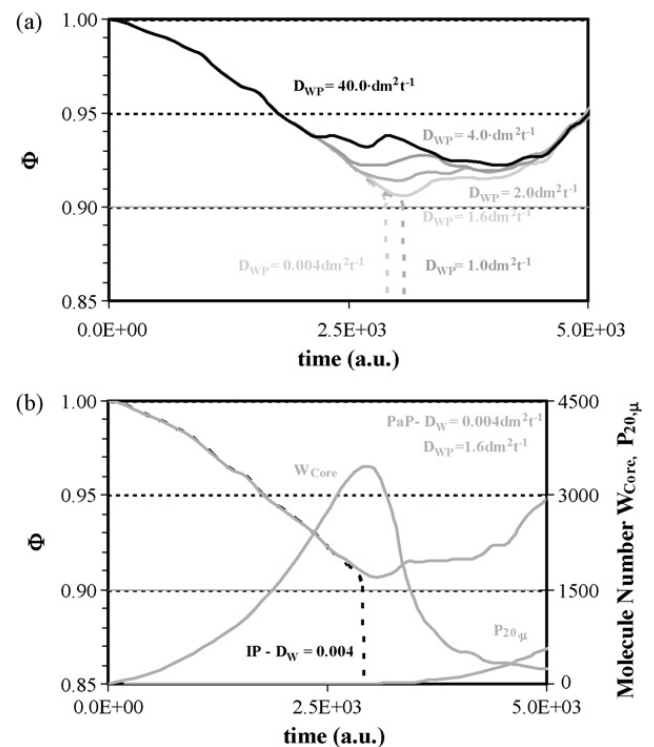 (a)
1.00
D_WP = 40.0·dm²t⁻¹
0.95
D_WP = 4.0·dm²t⁻¹
Φ
D_WP = 2.0dm²t⁻¹
0.90
D_WP = 1.6dm²t⁻¹
D_WP = 0.004dm²t⁻¹
D_WP = 1.0dm²t⁻¹
0.85
0.0E+00 2.5E+03 5.0E+03
time (a.u.)
(b)
1.00 4500
PaP- D_W = 0.004dm²t⁻¹
D_WP=1.6dm²t⁻¹
W_Core
0.95 3000
Φ
Molecule Number W_Core, P_20,μ
0.90 1500
P_20,μ
IP - D_W = 0.004
0.85 0
0.0E+00 2.5E+03 5.0E+03
time (a.u.)